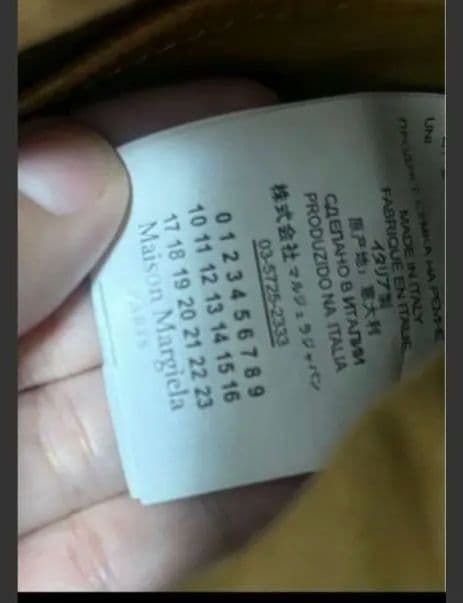 MADE IN ITALY
FABRIQUE EN ITALIE
イタリア製
原产地：意大利
СДЕЛАНО В ИТАЛИИ
PRODUZIDO NA ITALIA
株式会社 マルジェラジャパン
03-5725-2333
0 1 2 3 4 5 6 7 8 9
10 11 12 13 14 15 16
17 18 19 20 21 22 23
Maison Margiela
PARIS